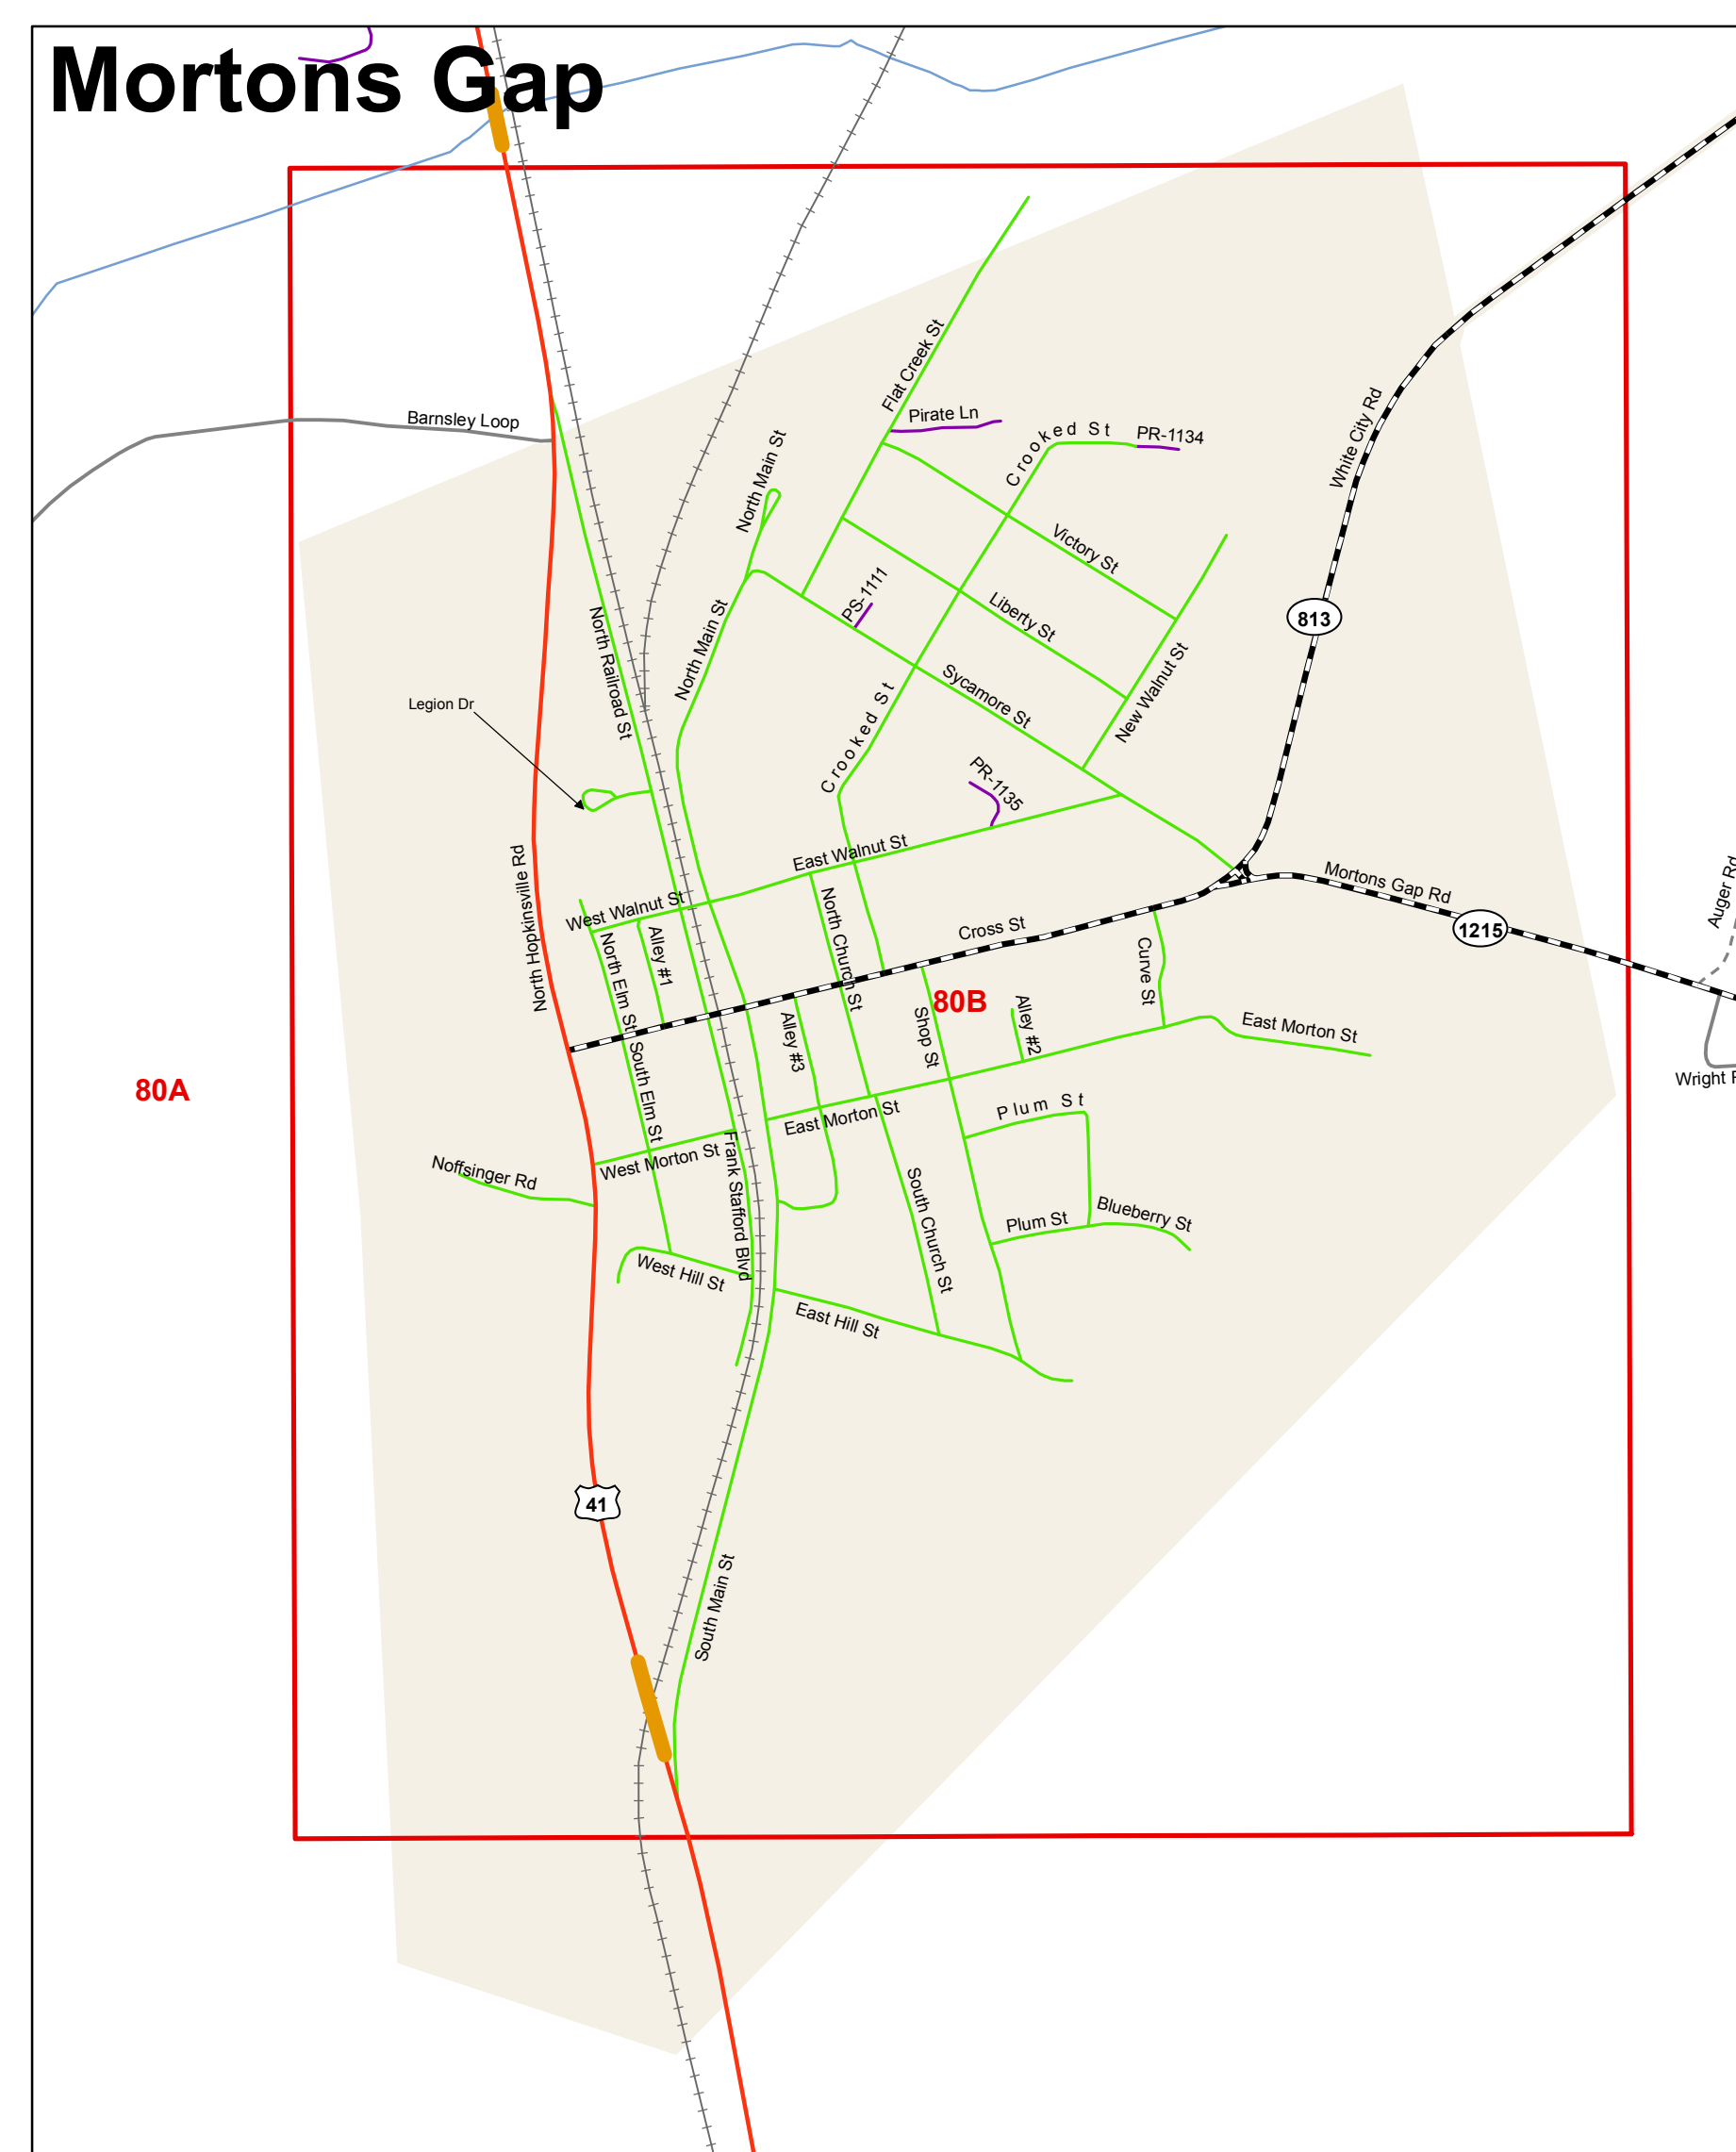 Mortons Gap
Flat Creek St
Barnsley Loop
Pirate Ln
Crooked St
PR-1134
White City Rd
North Main St
Victory St
PS-1111
Liberty St
813
North Railroad St
North Main St
New Walnut St
Sycamore St
Legion Dr
Crooked St
PR-1135
East Walnut St
North Hopkinsville Rd
Mortons Gap Rd
Auger Rd
West Walnut St
1215
Cross St
North Church St
Alley #1
North Elm St
Curve St
80B
Alley #2
Shop St
Alley #3
East Morton St
South Elm St
80A
Wright
Plum St
East Morton St
West Morton St
Frank Stafford Blvd
Noffsinger Rd
South Church St
Blueberry St
Plum St
West Hill St
East Hill St
41
South Main St